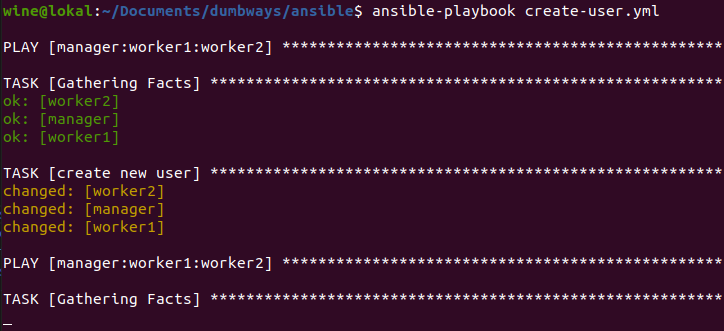 wine@lokal:~/Documents/dumbways/ansible$ ansible-playbook create-user.yml
PLAY [manager:worker1:worker2] *************************************************
TASK [Gathering Facts] *********************************************************
ok: [worker2]
ok: [manager]
ok: [worker1]
TASK [create new user] *********************************************************
changed: [worker2]
changed: [manager]
changed: [worker1]
PLAY [manager:worker1:worker2] *************************************************
TASK [Gathering Facts] *********************************************************